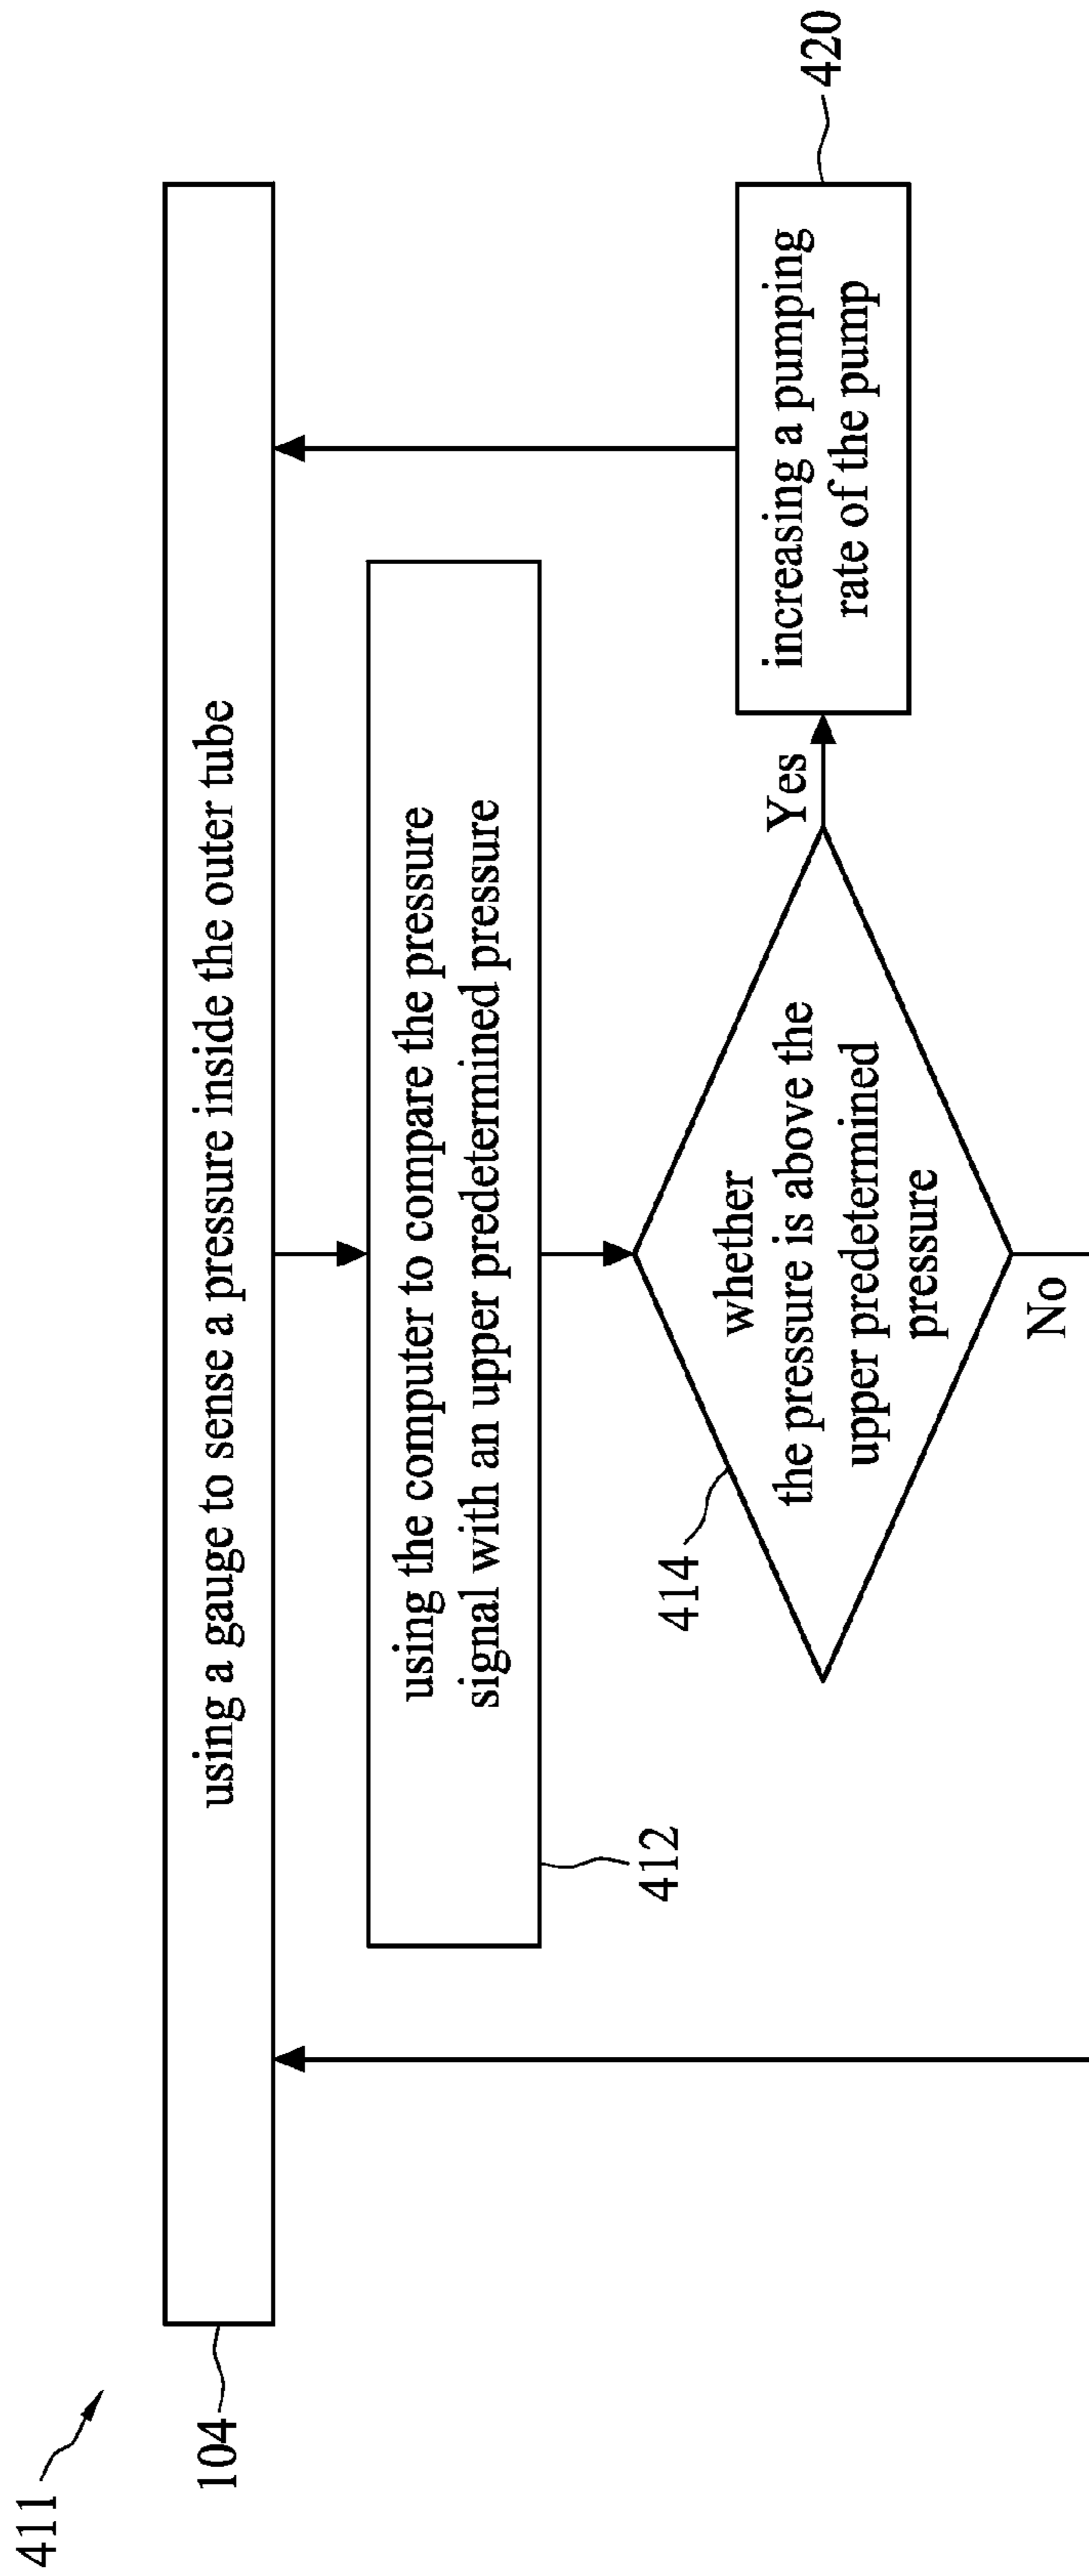 411
104
using a gauge to sense a pressure inside the outer tube
using the computer to compare the pressure
signal with an upper predetermined pressure
412
414
whether
the pressure is above the
upper predetermined
pressure
Yes
No
increasing a pumping
rate of the pump
420